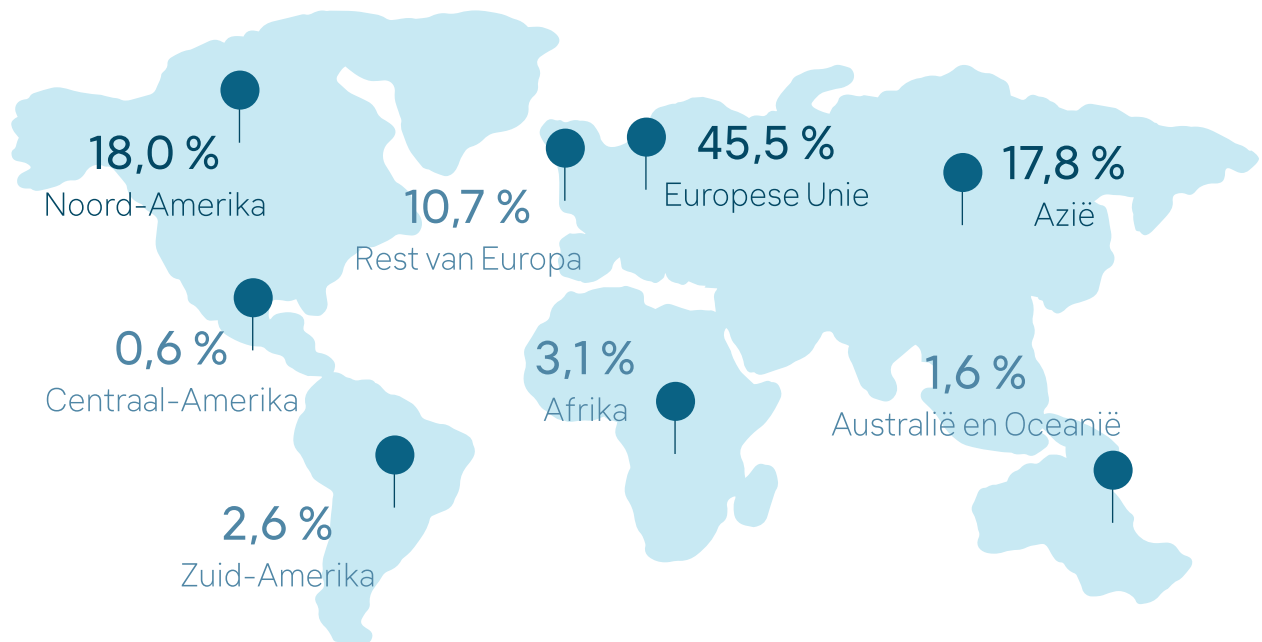 18,0 %
Noord-Amerika
10,7 %
Rest van Europa
45,5 %
Europese Unie
17,8 %
Azië
0,6 %
Centraal-Amerika
3,1 %
Afrika
1,6 %
Australië en Oceanië
2,6 %
Zuid-Amerika